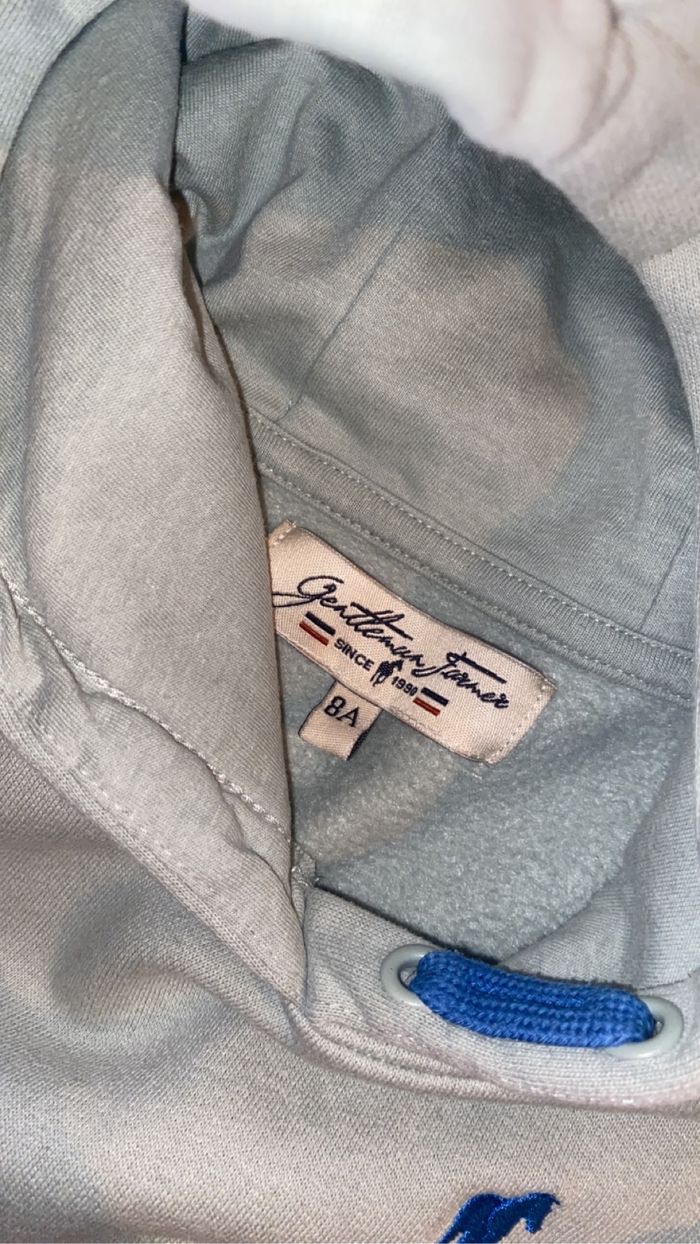 Gentleman Farmer
SINCE 1990
8A